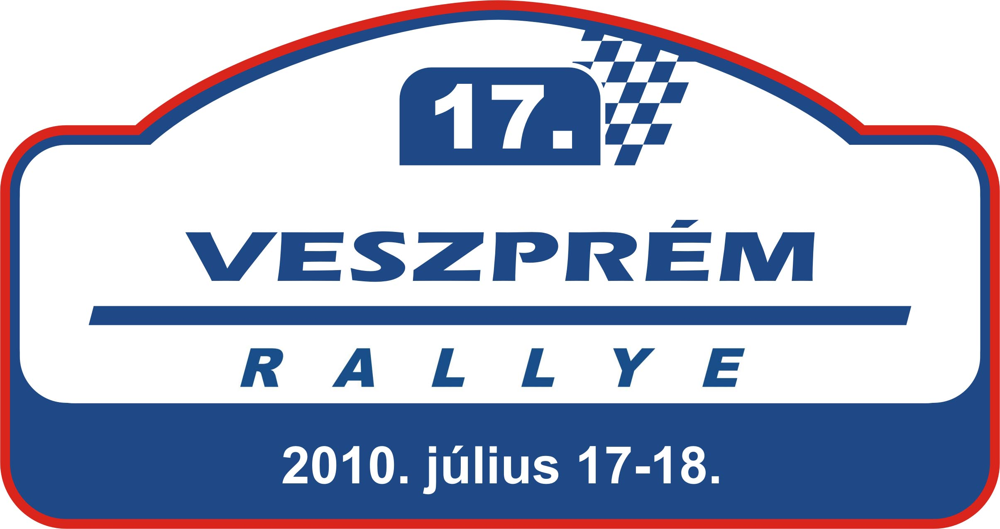 17.
VESZPRÉM
RALLYE
2010. július 17-18.